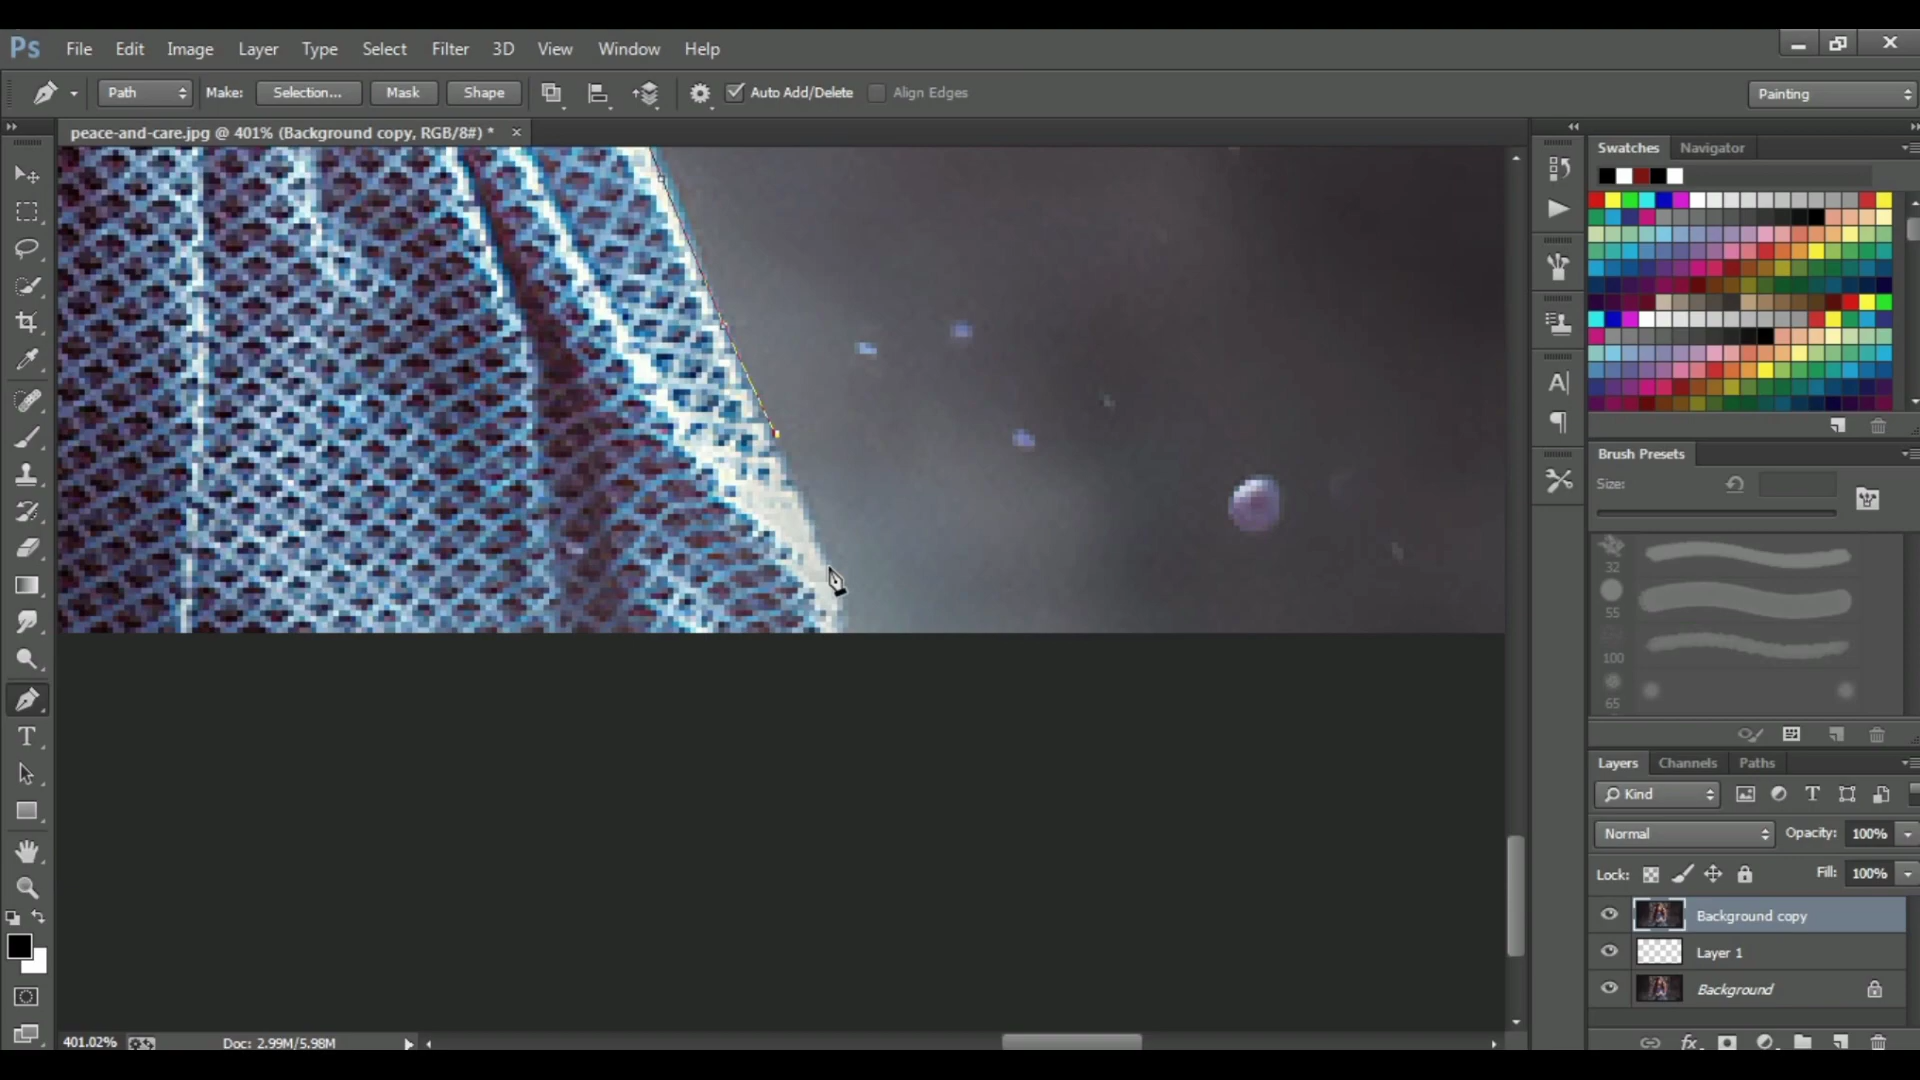 Ps File Edit Image Layer Type Select Filter 3D View Window Help
Path Make: Selection... Mask Shape Auto Add/Delete Align Edges Painting
peace-and-care.jpg @ 401% (Background copy, RGB/8#) * ×
Swatches Navigator
Brush Presets
Size:
32
55
100
65
Layers Channels Paths
Kind
Normal Opacity: 100%
Lock: Fill: 100%
Background copy
Layer 1
Background
401.02% Doc: 2.99M/5.98M